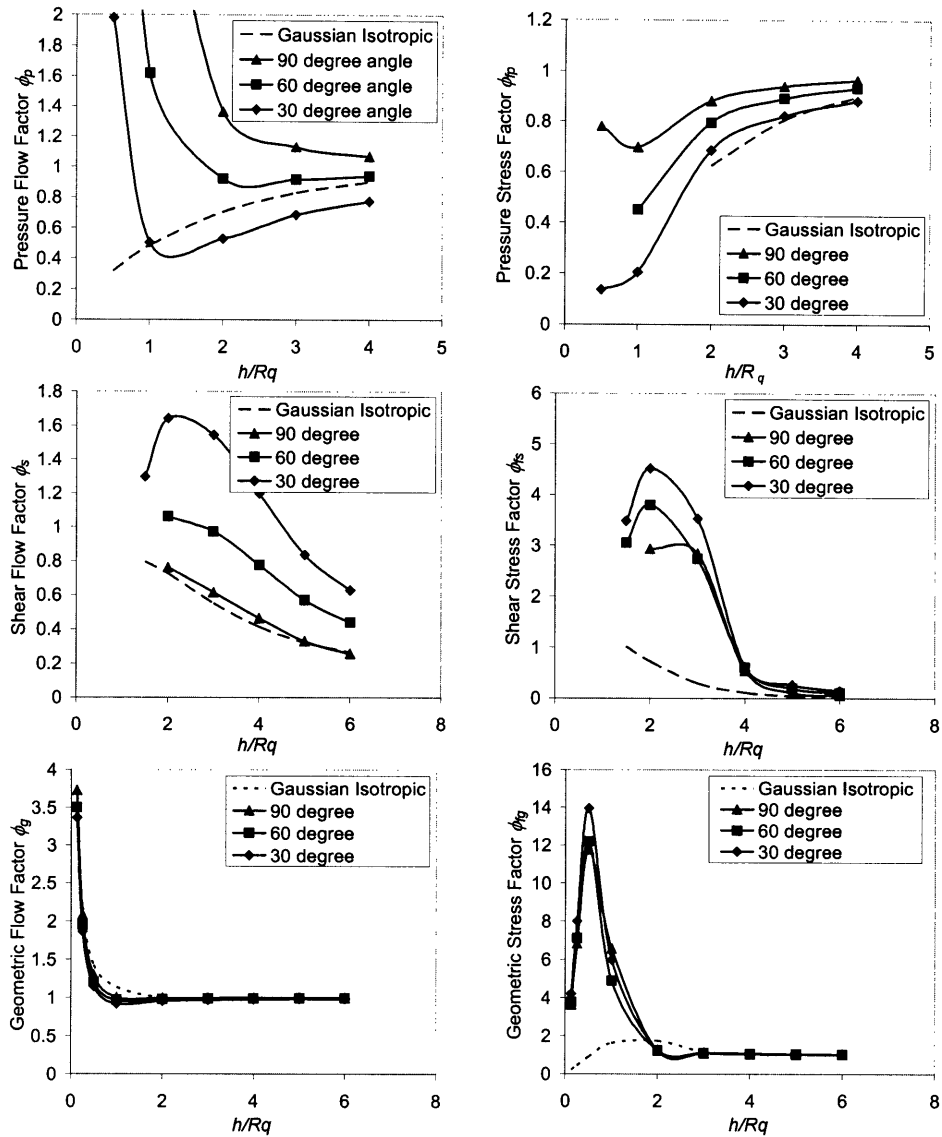 Pressure Flow Factor ϕp
2
1.8
1.6
1.4
1.2
1
0.8
0.6
0.4
0.2
0
Gaussian Isotropic
90 degree angle
60 degree angle
30 degree angle
0 1 2 3 4 5
h/Rq
Pressure Stress Factor ϕfp
1.2
1
0.8
0.6
0.4
0.2
0
Gaussian Isotropic
90 degree
60 degree
30 degree
0 1 2 3 4 5
h/Rq
Shear Flow Factor ϕs
1.8
1.6
1.4
1.2
1
0.8
0.6
0.4
0.2
0
Gaussian Isotropic
90 degree
60 degree
30 degree
0 2 4 6 8
h/Rq
Shear Stress Factor ϕfs
6
5
4
3
2
1
0
Gaussian Isotropic
90 degree
60 degree
30 degree
0 2 4 6 8
h/Rq
Geometric Flow Factor ϕg
4
3.5
3
2.5
2
1.5
1
0.5
0
Gaussian Isotropic
90 degree
60 degree
30 degree
0 2 4 6 8
h/Rq
Geometric Stress Factor ϕfg
16
14
12
10
8
6
4
2
0
Gaussian Isotropic
90 degree
60 degree
30 degree
0 2 4 6 8
h/Rq